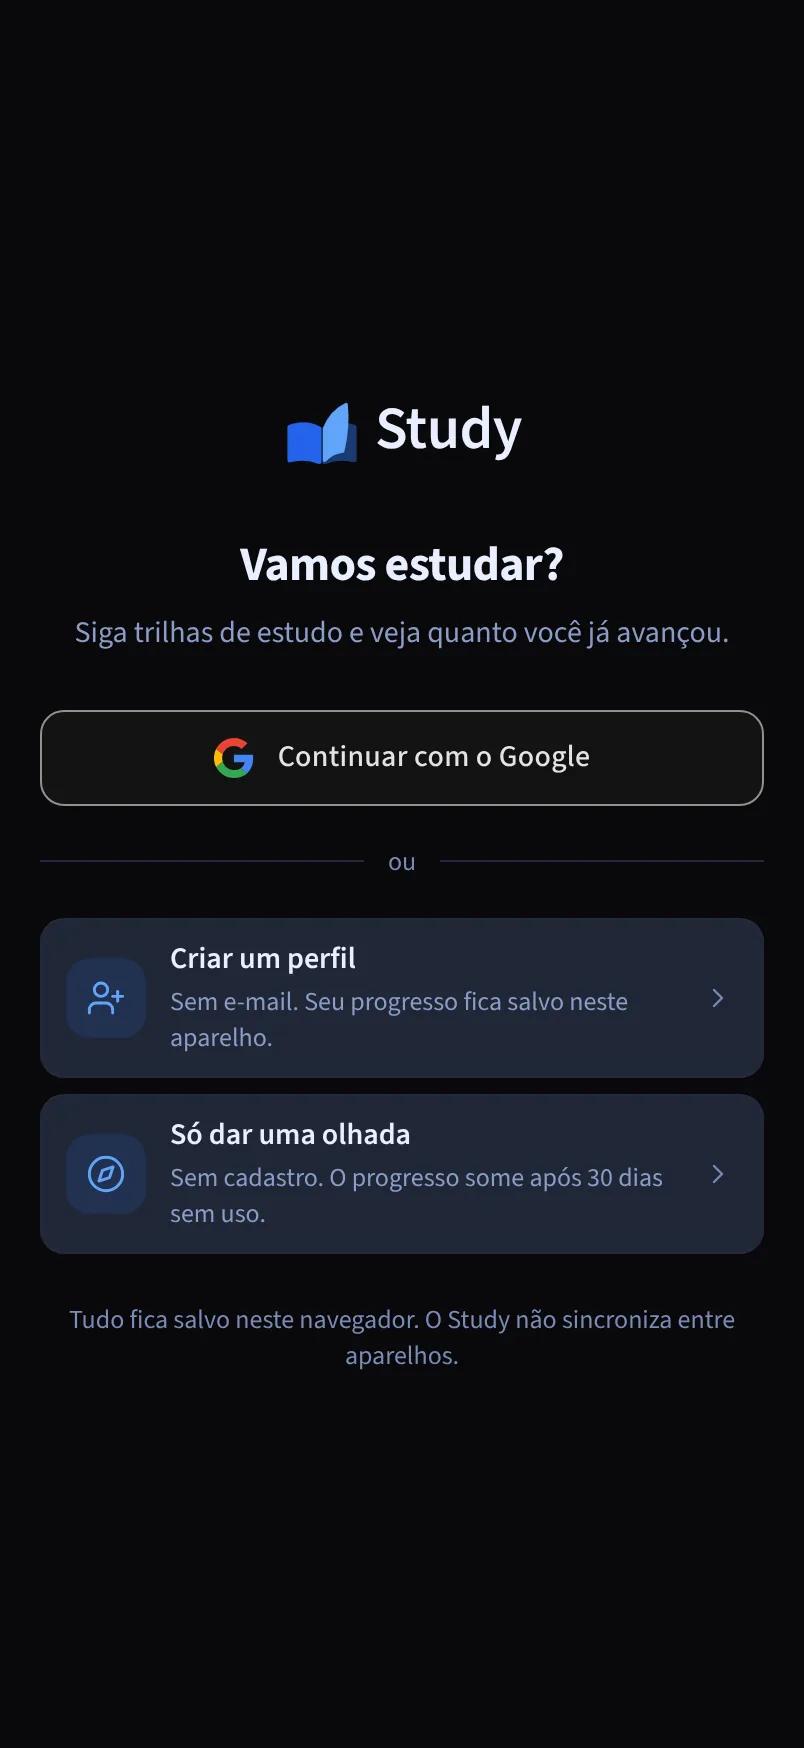 Study
Vamos estudar?
Siga trilhas de estudo e veja quanto você já avançou.
Continuar com o Google
ou
Criar um perfil
Sem e-mail. Seu progresso fica salvo neste
aparelho.
Só dar uma olhada
Sem cadastro. O progresso some após 30 dias
sem uso.
Tudo fica salvo neste navegador. O Study não sincroniza entre
aparelhos.